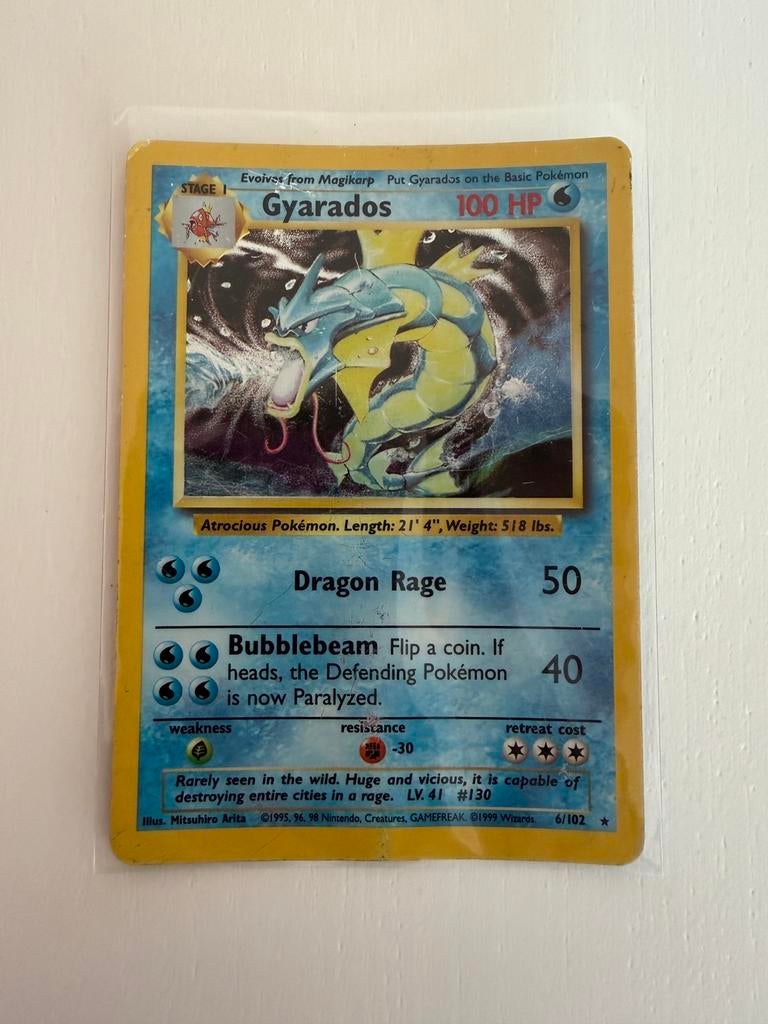 Evolves from Magikarp Put Gyarados on the Basic Pokémon
STAGE 1
Gyarados 100 HP
Atrocious Pokémon. Length: 21' 4", Weight: 518 lbs.
Dragon Rage 50
Bubblebeam Flip a coin. If
heads, the Defending Pokémon
is now Paralyzed.
40
weakness resistance retreat cost
-30
Rarely seen in the wild. Huge and vicious, it is capable of
destroying entire cities in a rage. LV. 41 #130
Illus. Mitsuhiro Arita ©1995, 96, 98 Nintendo, Creatures, GAMEFREAK. ©1999 Wizards. 6/102